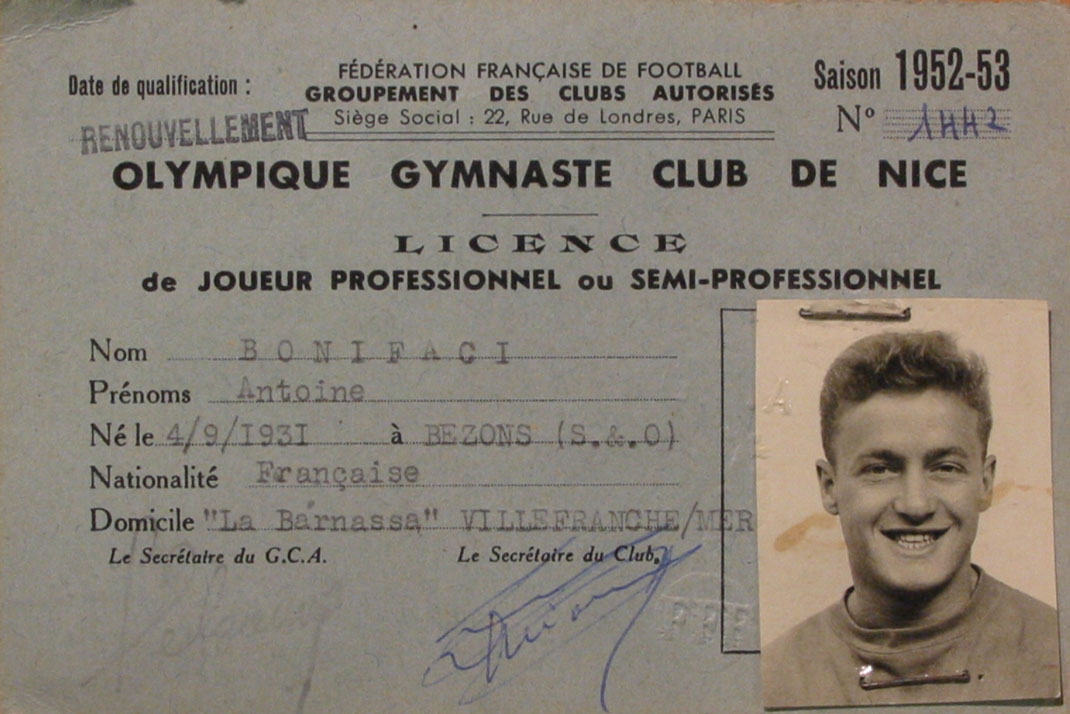 Date de qualification :
RENOUVELLEMENT
FÉDÉRATION FRANÇAISE DE FOOTBALL
GROUPEMENT DES CLUBS AUTORISÉS
Siège Social : 22, Rue de Londres, PARIS
Saison 1952-53
No 1442
OLYMPIQUE GYMNASTE CLUB DE NICE
LICENCE
de JOUEUR PROFESSIONNEL ou SEMI-PROFESSIONNEL
Nom BONIFACI
Prénoms Antoine
Né le 4/9/1931 à BEZONS (S.&.O)
Nationalité Française
Domicile "La Barnassa" VILLEFRANCHE/MER
Le Secrétaire du G.C.A. Le Secrétaire du Club.
FFF
A